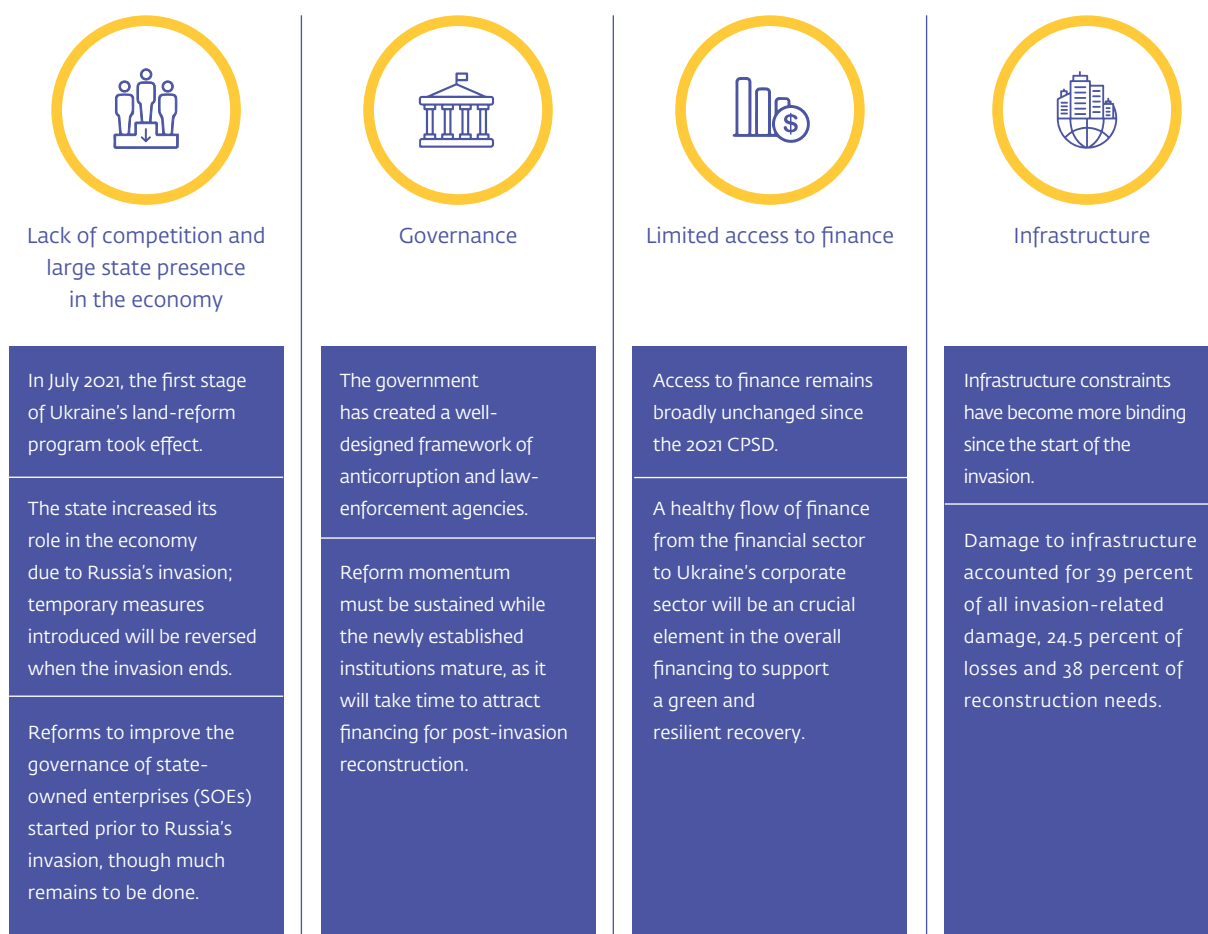 Lack of competition and
large state presence
in the economy
In July 2021, the first stage
of Ukraine's land-reform
program took effect.
The state increased its
role in the economy
due to Russia's invasion;
temporary measures
introduced will be reversed
when the invasion ends.
Reforms to improve the
governance of state-
owned enterprises (SOEs)
started prior to Russia's
invasion, though much
remains to be done.
Governance
The government
has created a well-
designed framework of
anticorruption and law-
enforcement agencies.
Reform momentum
must be sustained while
the newly established
institutions mature, as it
will take time to attract
financing for post-invasion
reconstruction.
$
Limited access to finance
Access to finance remains
broadly unchanged since
the 2021 CPSD.
A healthy flow of finance
from the financial sector
to Ukraine's corporate
sector will be an crucial
element in the overall
financing to support
a green and
resilient recovery.
Infrastructure
Infrastructure constraints
have become more binding
since the start of the
invasion.
Damage to infrastructure
accounted for 39 percent
of all invasion-related
damage, 24.5 percent of
losses and 38 percent of
reconstruction needs.